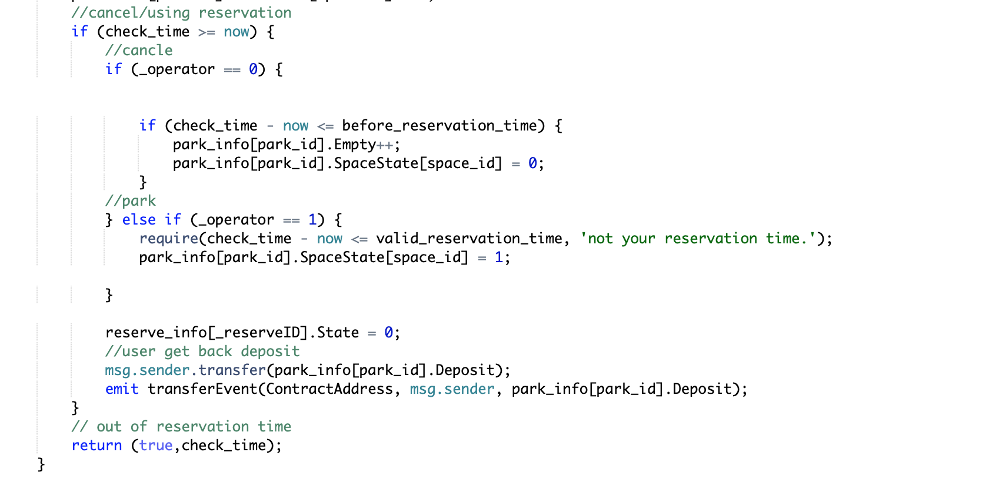 //cancel/using reservation
if (check_time >= now) {
//cancle
if (_operator == 0) {
if (check_time - now <= before_reservation_time) {
park_info[park_id].Empty++;
park_info[park_id].SpaceState[space_id] = 0;
}
//park
} else if (_operator == 1) {
require(check_time - now <= valid_reservation_time, 'not your reservation time.');
park_info[park_id].SpaceState[space_id] = 1;
}
reserve_info[_reserveID].State = 0;
//user get back deposit
msg.sender.transfer(park_info[park_id].Deposit);
emit transferEvent(ContractAddress, msg.sender, park_info[park_id].Deposit);
}
// out of reservation time
return (true,check_time);
}